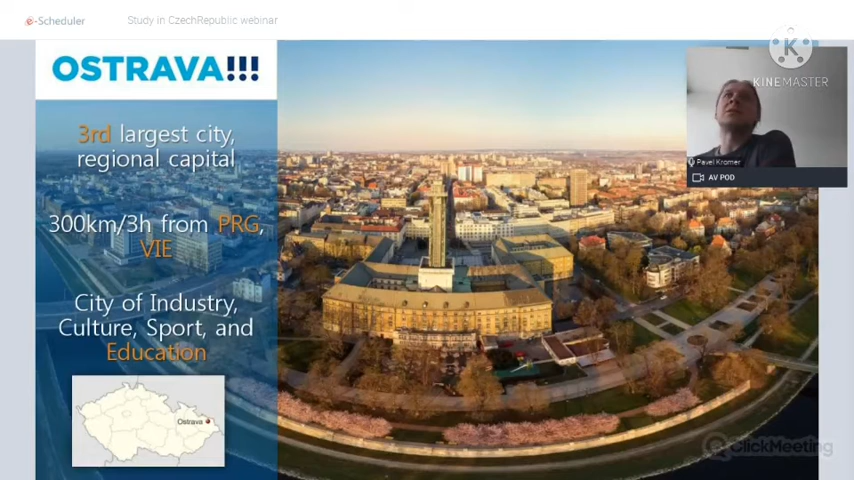 e-Scheduler
Study in CzechRepublic webinar
OSTRAVA!!!
3rd largest city,
regional capital
300km/3h from PRG,
VIE
City of Industry,
Culture, Sport, and
Education
Ostrava
K
KINEMASTER
Pavel Kromer
AV POD
ClickMeeting